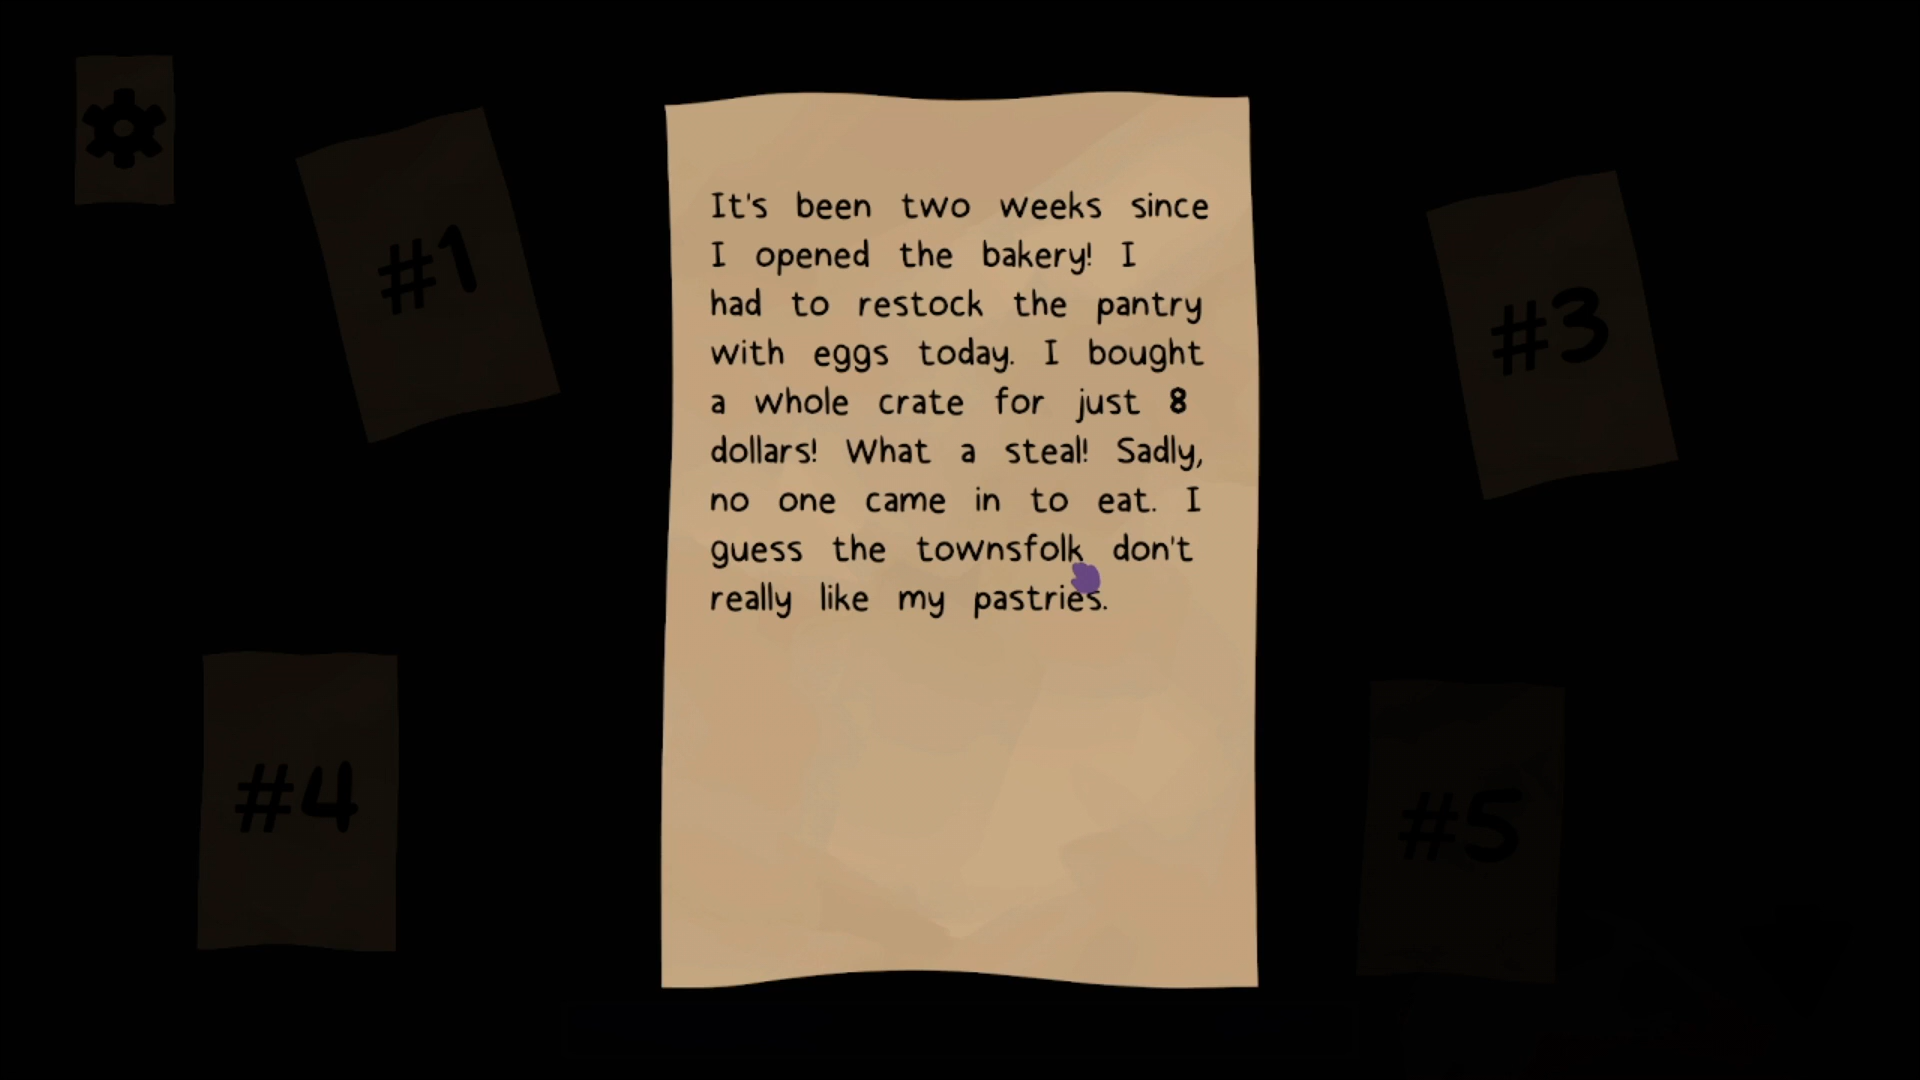 #1
It's been two weeks since
I opened the bakery! I
had to restock the pantry
with eggs today. I bought
a whole crate for just 8
dollars! What a steal! Sadly,
no one came in to eat. I
guess the townsfolk don't
really like my pastries.
#3
#4
#5